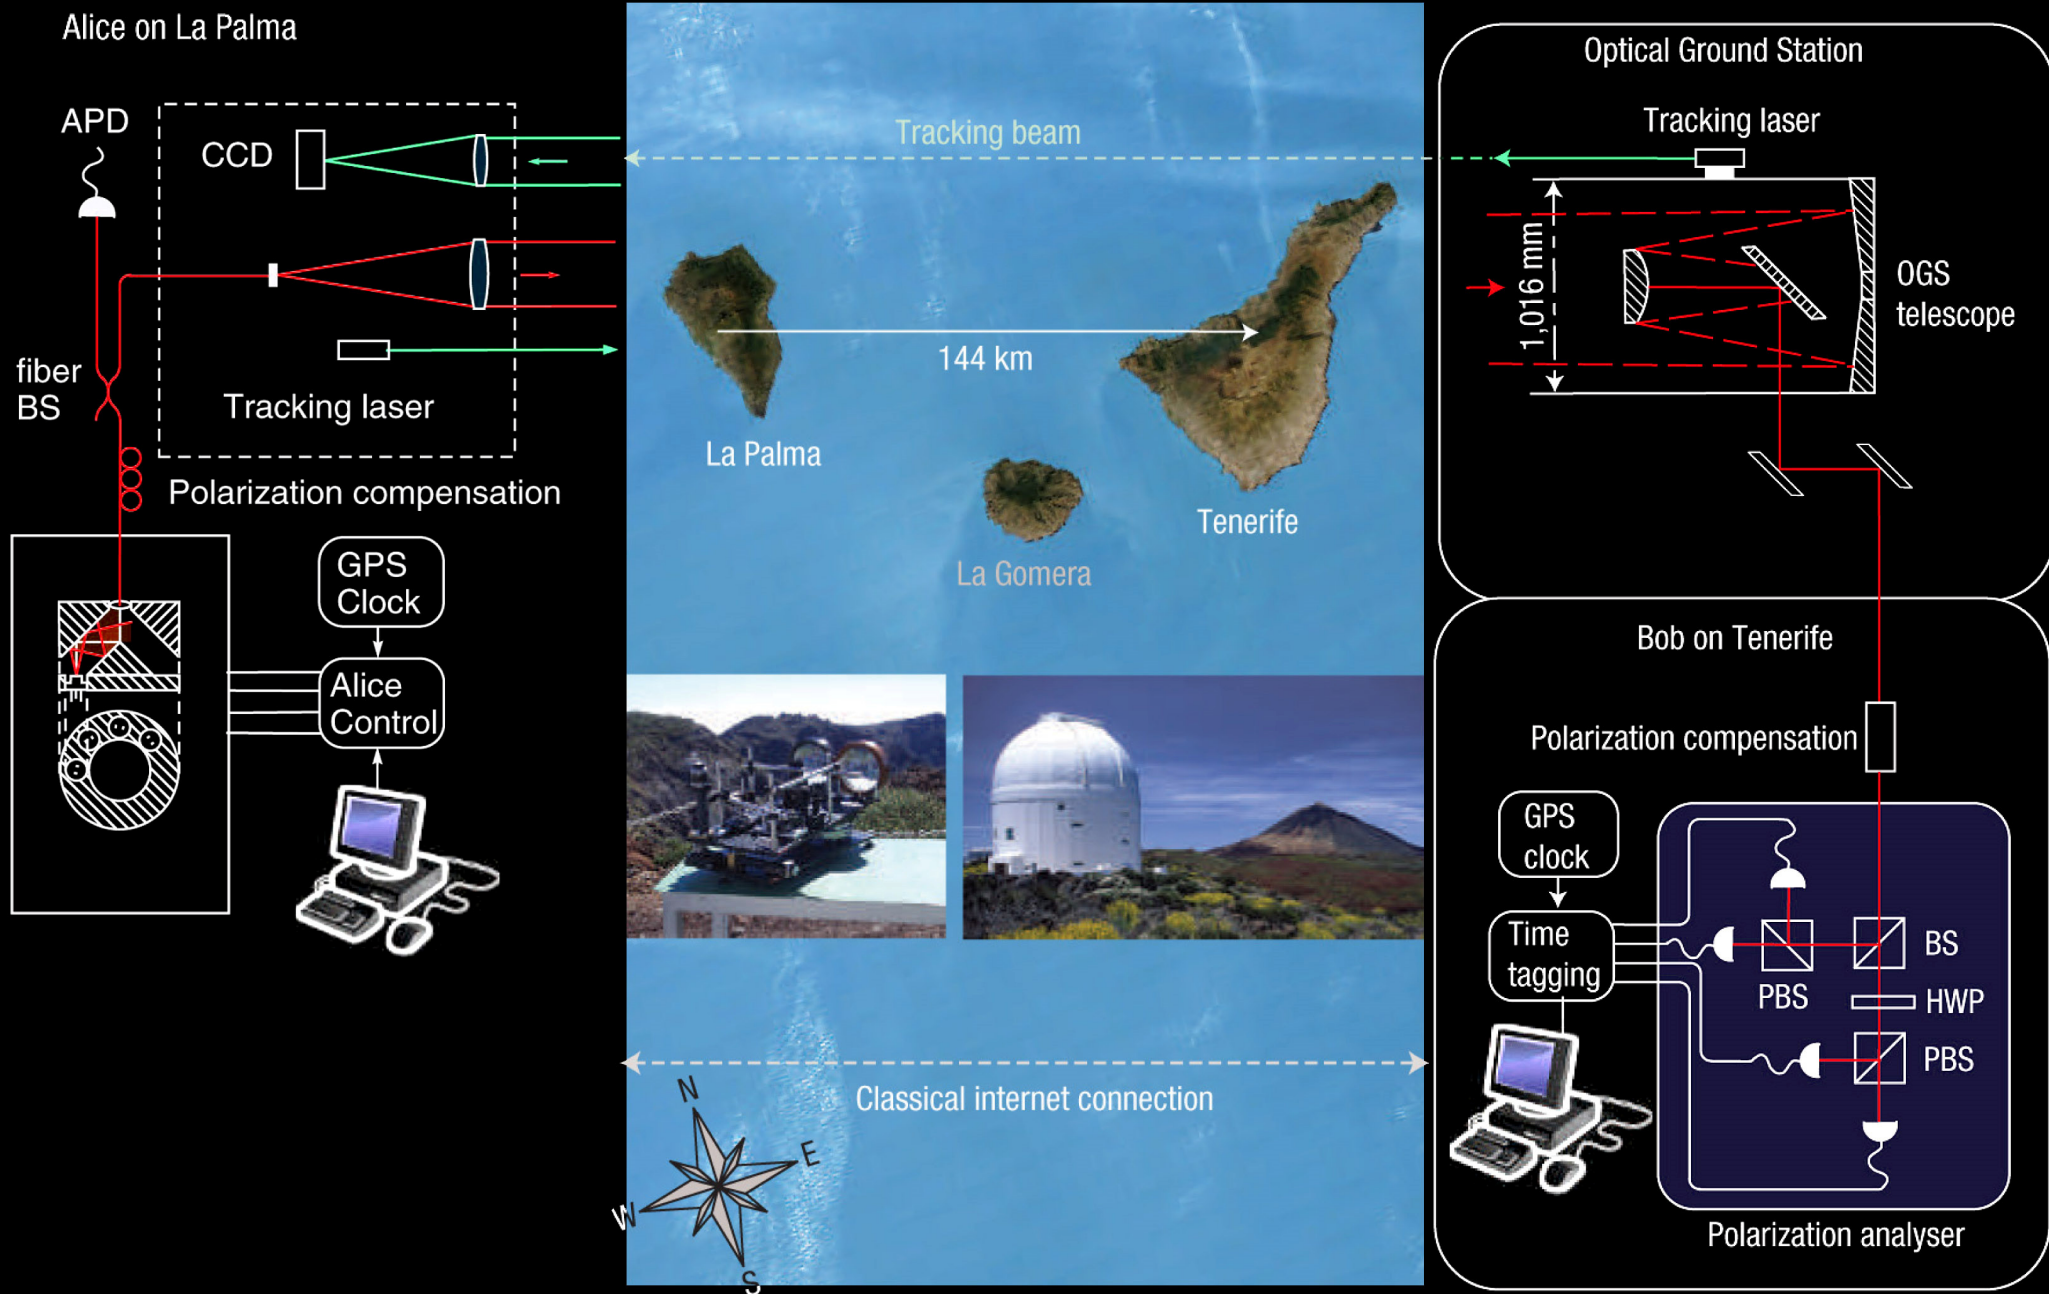 Alice on La Palma
APD
CCD
fiber
BS
Tracking laser
Polarization compensation
GPS
Clock
Alice
Control
Tracking beam
144 km
La Palma
Tenerife
La Gomera
Classical internet connection
N
E
W
S
Optical Ground Station
Tracking laser
1,016 mm
OGS
telescope
Bob on Tenerife
Polarization compensation
GPS
clock
Time
tagging
BS
PBS
HWP
PBS
Polarization analyser